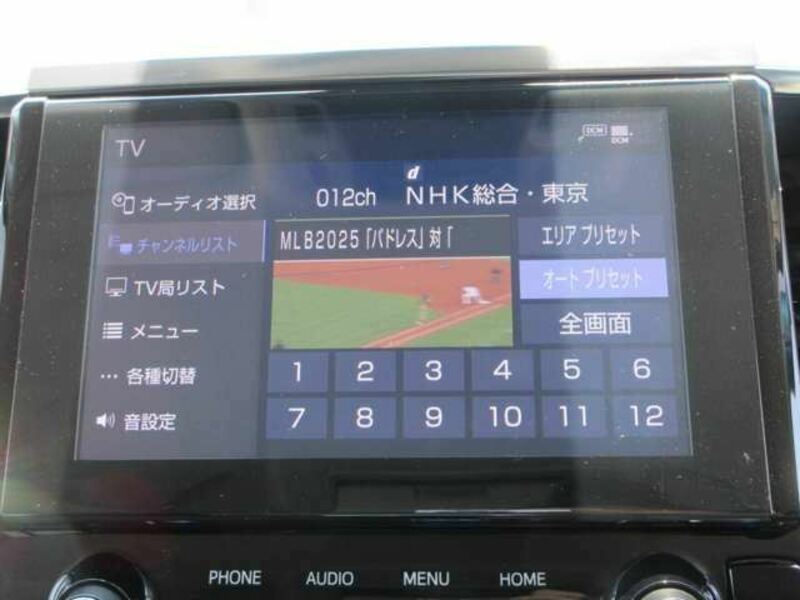 TV
DCM
DCM
d
オーディオ選択
012ch NHK総合・東京
チャンネルリスト
MLB2025「パドレス」対「
エリア プリセット
TV局リスト
オート プリセット
メニュー
全画面
各種切替
1 2 3 4 5 6
音設定
7 8 9 10 11 12
PHONE AUDIO MENU HOME